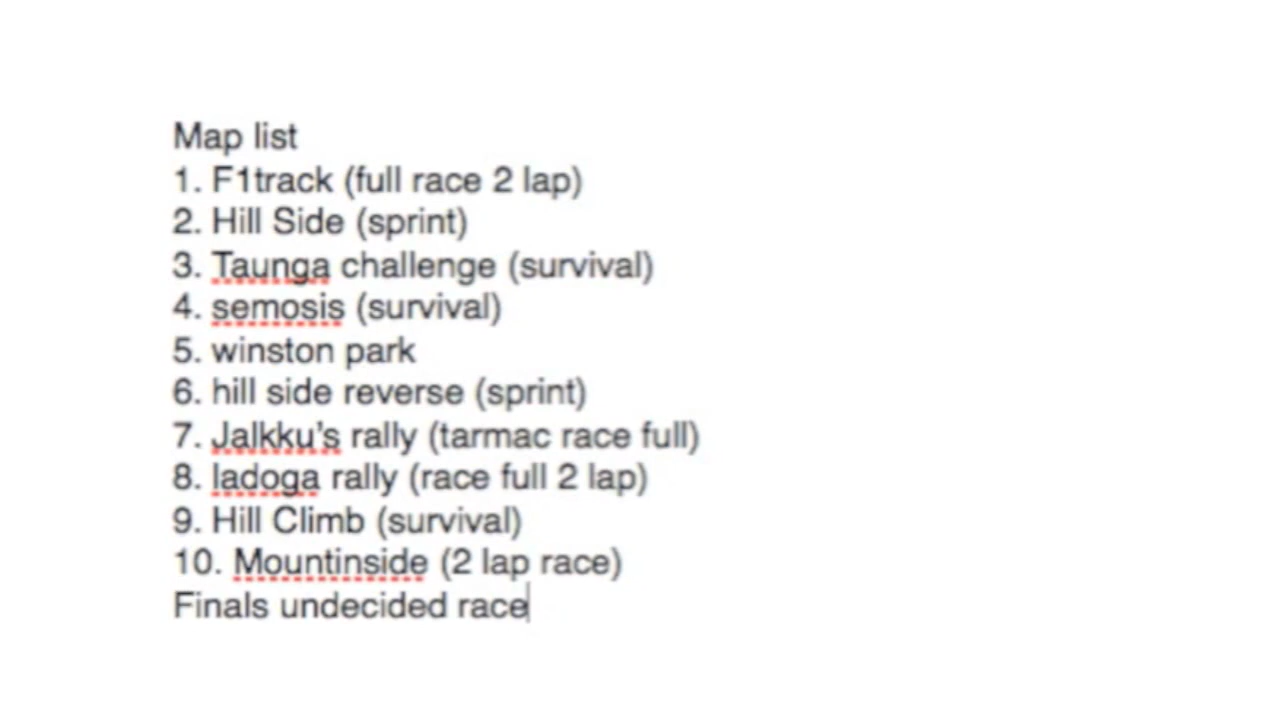 Map list
1. F1track (full race 2 lap)
2. Hill Side (sprint)
3. Taunga challenge (survival)
4. semosis (survival)
5. winston park
6. hill side reverse (sprint)
7. Jalkku’s rally (tarmac race full)
8. ladoga rally (race full 2 lap)
9. Hill Climb (survival)
10. Mountinside (2 lap race)
Finals undecided race